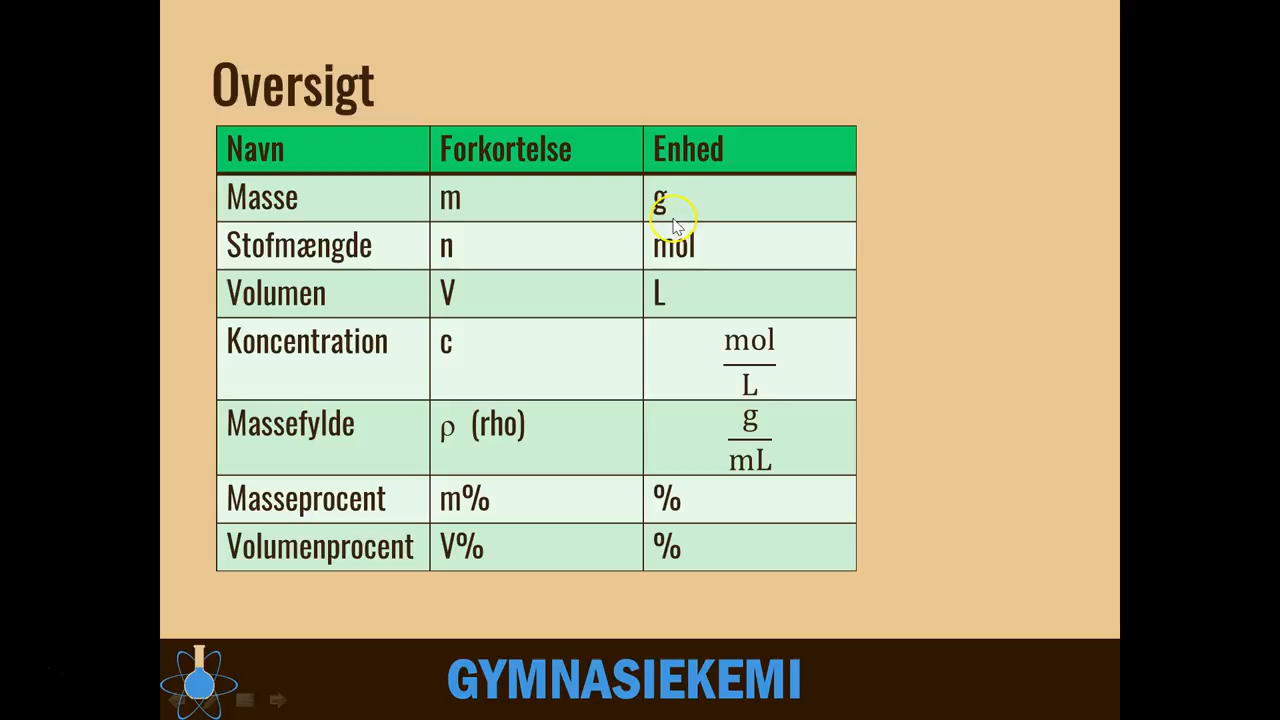 Oversigt
Navn Forkortelse Enhed
Masse m g
Stofmængde n mol
Volumen V L
Koncentration c mol/L
Massefylde ρ (rho) g/mL
Masseprocent m% %
Volumenprocent V% %
GYMNASIEKEMI